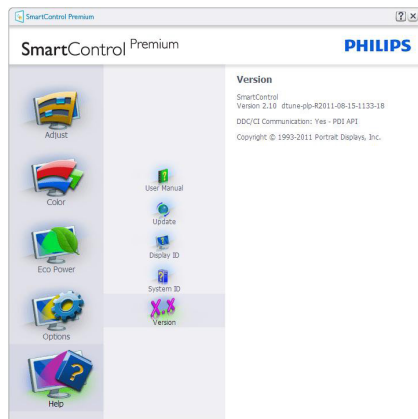 SmartControl Premium
SmartControl Premium
PHILIPS
Adjust
Color
Eco Power
Options
Help
User Manual
Update
Display ID
System ID
X.X
Version
Version
SmartControl
Version 2.10 dtune-plp-R2011-08-15-1133-18
DDC/CI Communication: Yes - PDI API
Copyright © 1993-2011 Portrait Displays, Inc.